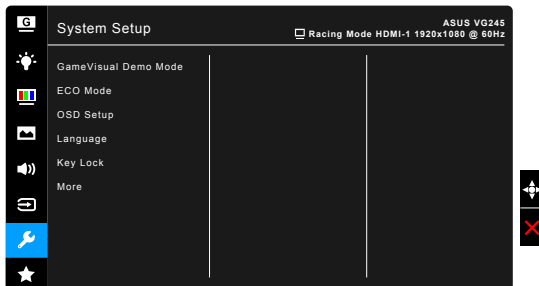 G
System Setup
ASUS VG245
Racing Mode HDMI-1 1920x1080 @ 60Hz
GameVisual Demo Mode
ECO Mode
OSD Setup
Language
Key Lock
More